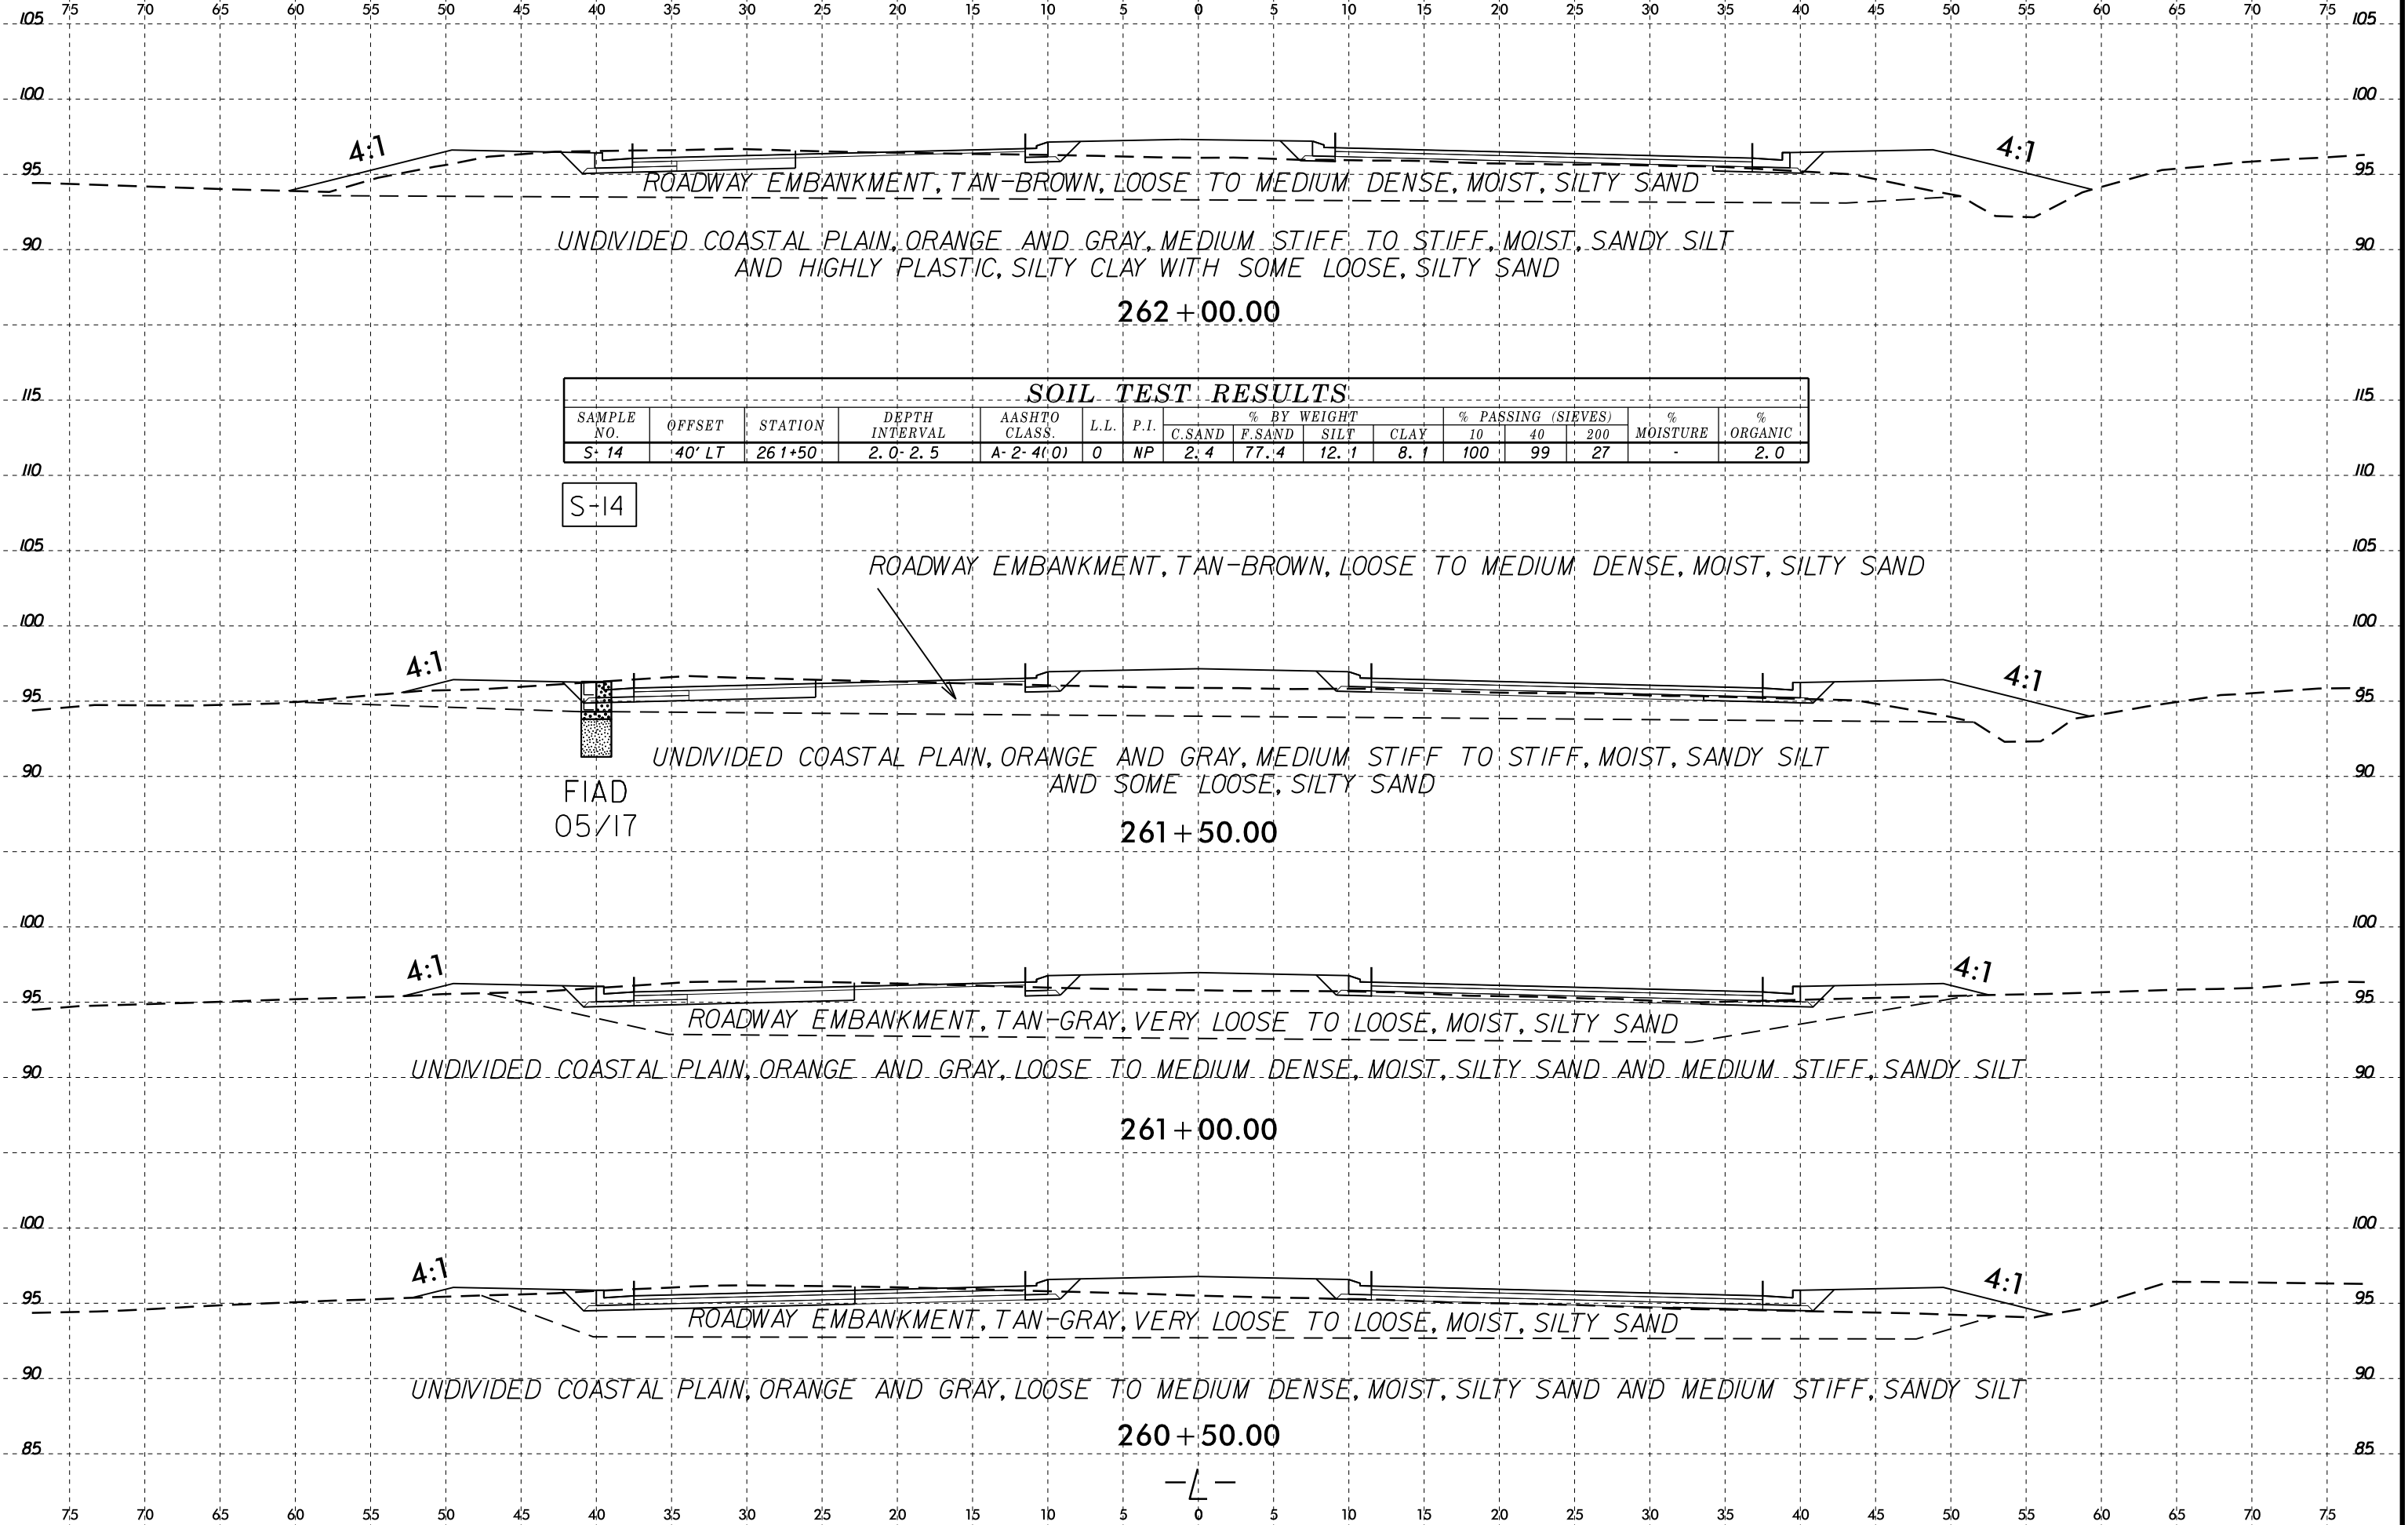 75 70 65 60 55 50 45 40 35 30 25 20 15 10 5 0 5 10 15 20 25 30 35 40 45 50 55 60 65 70 75
105 105
100 100
4:1 4:1
95 95
ROADWAY EMBANKMENT, TAN-BROWN, LOOSE TO MEDIUM DENSE, MOIST, SILTY SAND
90 90
UNDIVIDED COASTAL PLAIN, ORANGE AND GRAY, MEDIUM STIFF TO STIFF, MOIST, SANDY SILT
AND HIGHLY PLASTIC, SILTY CLAY WITH SOME LOOSE, SILTY SAND
262+00.00
115 115
SOIL TEST RESULTS
SAMPLE NO. OFFSET STATION DEPTH INTERVAL AASHTO CLASS. L.L. P.I. % BY WEIGHT % PASSING (SIEVES) % MOISTURE % ORGANIC
C.SAND F.SAND SILT CLAY 10 40 200
S-14 40' LT 261+50 2.0-2.5 A-2-4(0) 0 NP 2.4 77.4 12.1 8.1 100 99 27 - 2.0
110 110
S-14
105 105
ROADWAY EMBANKMENT, TAN-BROWN, LOOSE TO MEDIUM DENSE, MOIST, SILTY SAND
100 100
4:1 4:1
95 95
UNDIVIDED COASTAL PLAIN, ORANGE AND GRAY, MEDIUM STIFF TO STIFF, MOIST, SANDY SILT
90 90
AND SOME LOOSE, SILTY SAND
FIAD
05/17
261+50.00
100 100
4:1 4:1
95 95
ROADWAY EMBANKMENT, TAN-GRAY, VERY LOOSE TO LOOSE, MOIST, SILTY SAND
90 90
UNDIVIDED COASTAL PLAIN, ORANGE AND GRAY, LOOSE TO MEDIUM DENSE, MOIST, SILTY SAND AND MEDIUM STIFF, SANDY SILT
261+00.00
100 100
4:1 4:1
95 95
ROADWAY EMBANKMENT, TAN-GRAY, VERY LOOSE TO LOOSE, MOIST, SILTY SAND
90 90
UNDIVIDED COASTAL PLAIN, ORANGE AND GRAY, LOOSE TO MEDIUM DENSE, MOIST, SILTY SAND AND MEDIUM STIFF, SANDY SILT
260+50.00
85 85
-L-
75 70 65 60 55 50 45 40 35 30 25 20 15 10 5 0 5 10 15 20 25 30 35 40 45 50 55 60 65 70 75